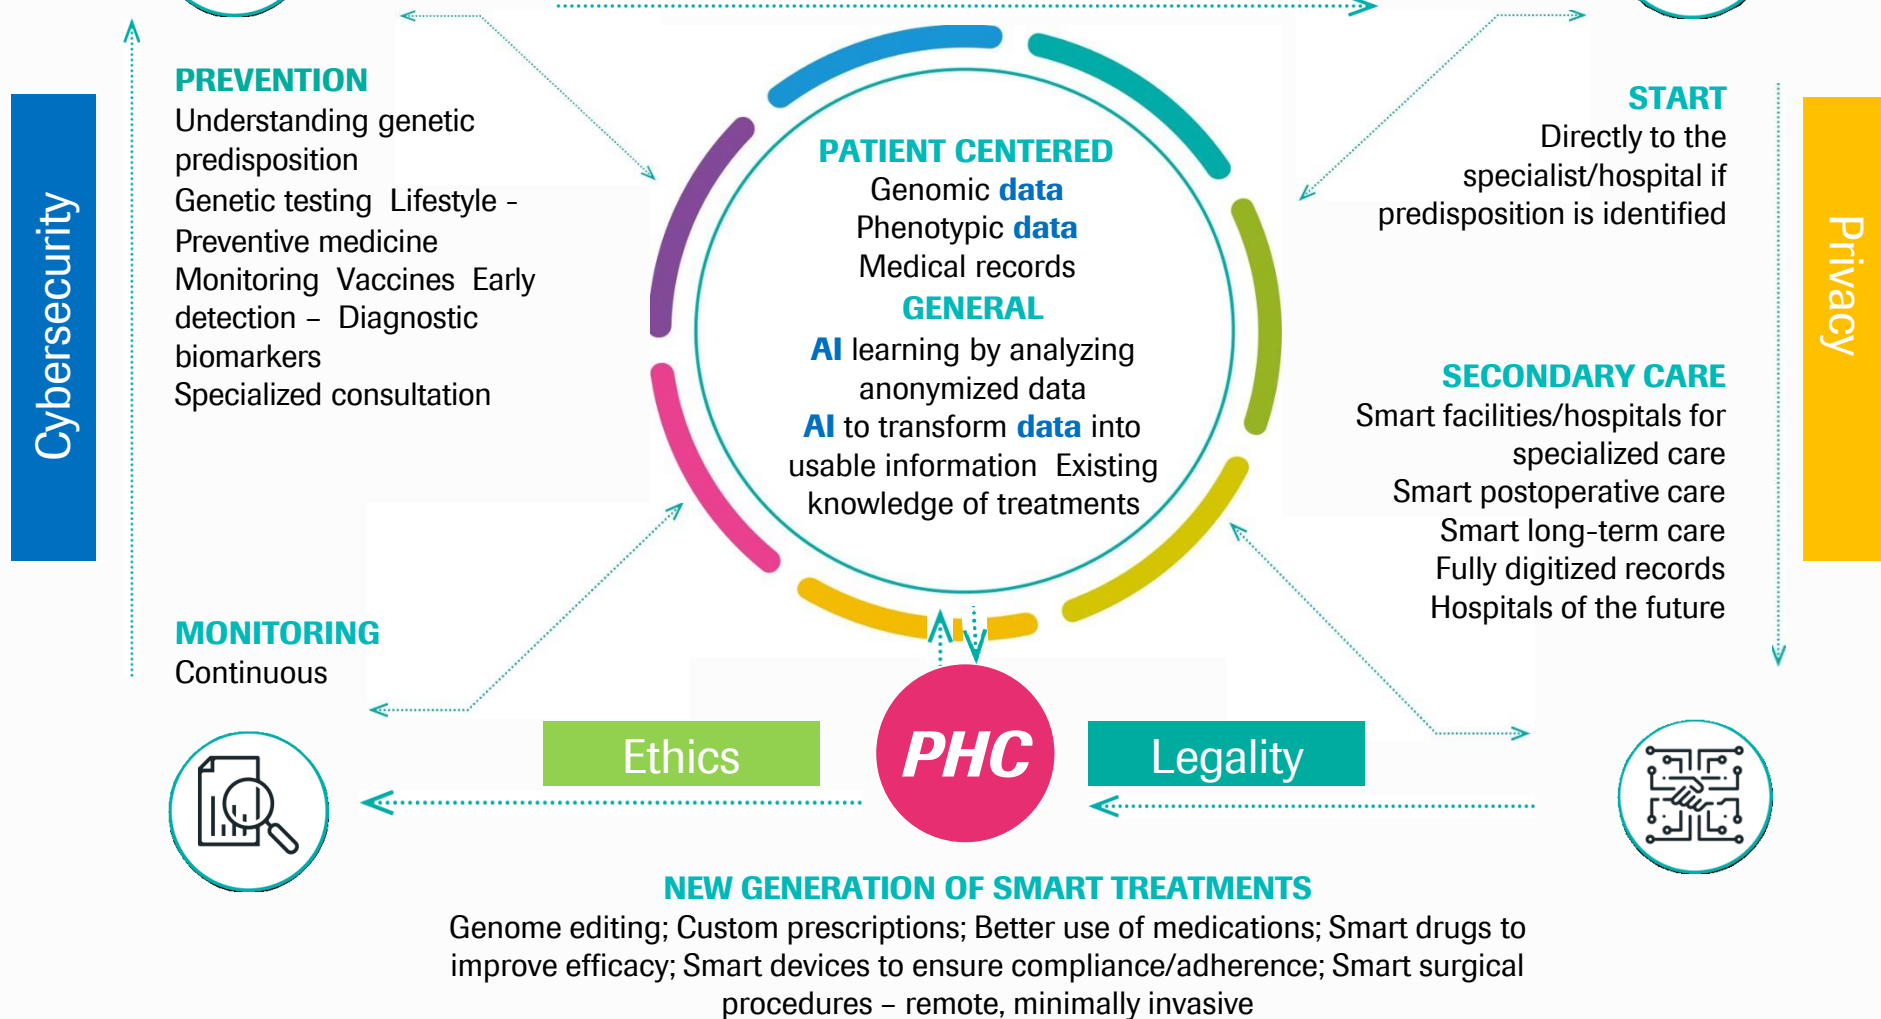 Cybersecurity
PREVENTION
Understanding genetic
predisposition
Genetic testing  Lifestyle -
Preventive medicine
Monitoring  Vaccines  Early
detection –  Diagnostic
biomarkers
Specialized consultation
MONITORING
Continuous
PATIENT CENTERED
Genomic data
Phenotypic data
Medical records
GENERAL
AI learning by analyzing
anonymized data
AI to transform data into
usable information  Existing
knowledge of treatments
START
Directly to the
specialist/hospital if
predisposition is identified
SECONDARY CARE
Smart facilities/hospitals for
specialized care
Smart postoperative care
Smart long-term care
Fully digitized records
Hospitals of the future
Privacy
Ethics
PHC
Legality
NEW GENERATION OF SMART TREATMENTS
Genome editing; Custom prescriptions; Better use of medications; Smart drugs to
improve efficacy; Smart devices to ensure compliance/adherence; Smart surgical
procedures – remote, minimally invasive